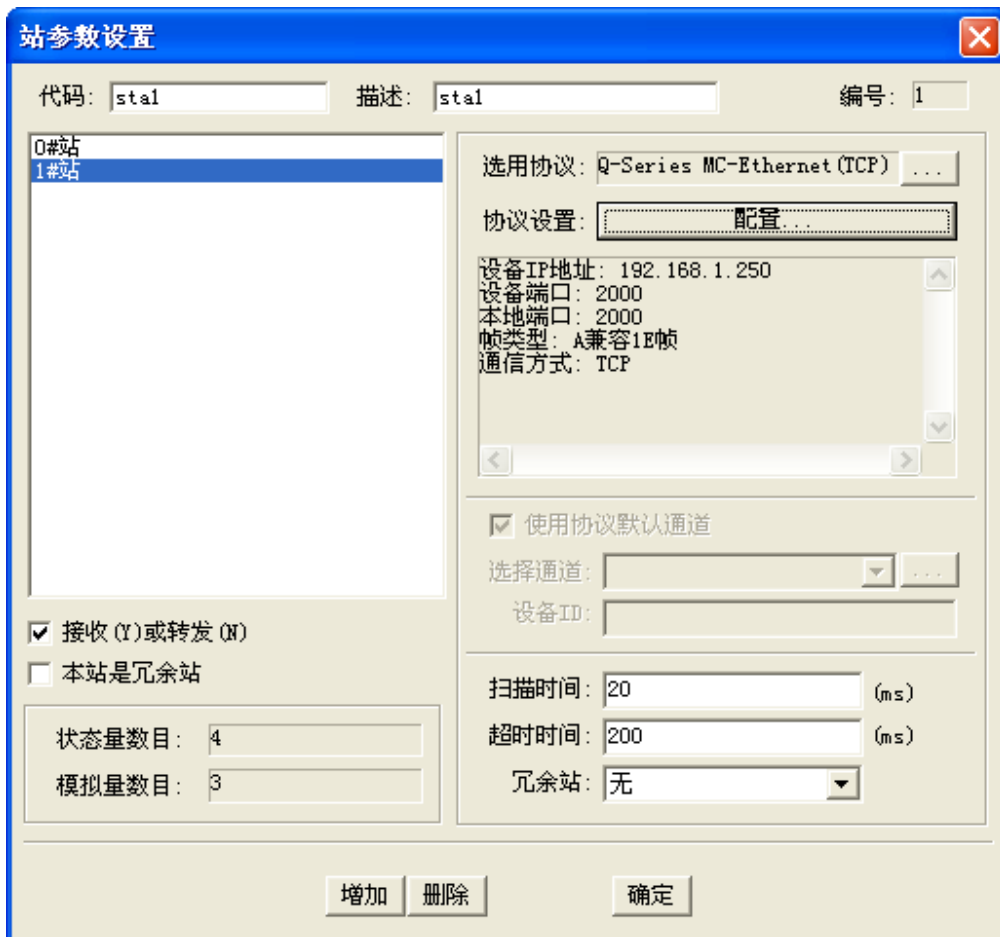 站参数设置
代码: sta1 描述: sta1 编号: 1
0#站
1#站
选用协议: Q-Series MC-Ethernet(TCP) ...
协议设置: 配置...
设备IP地址: 192.168.1.250
设备端口: 2000
本地端口: 2000
帧类型: A兼容1E帧
通信方式: TCP
使用协议默认通道
选择通道: ...
设备ID:
接收(Y)或转发(N)
本站是冗余站
状态量数目: 4
模拟量数目: 3
扫描时间: 20 (ms)
超时时间: 200 (ms)
冗余站: 无
增加 删除 确定